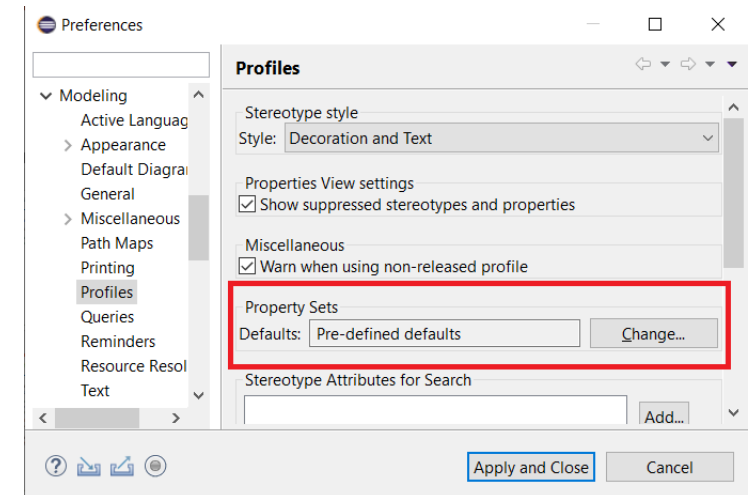 Preferences
Profiles
Modeling
Active Languag
Appearance
Default Diagra
General
Miscellaneous
Path Maps
Printing
Profiles
Queries
Reminders
Resource Resol
Text
Stereotype style
Style: Decoration and Text
Properties View settings
Show suppressed stereotypes and properties
Miscellaneous
Warn when using non-released profile
Property Sets
Defaults: Pre-defined defaults Change...
Stereotype Attributes for Search
Add...
Apply and Close Cancel